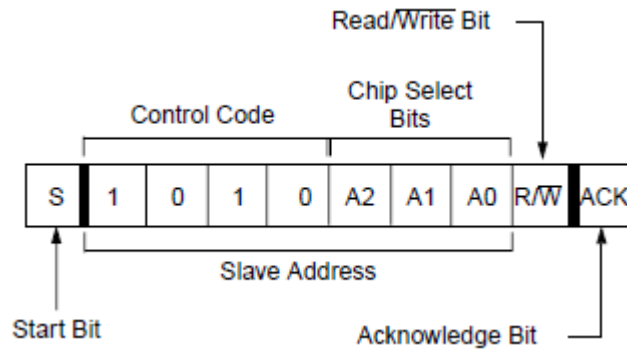 Read/Write Bit
Chip Select
Control Code
Bits
S 1 0 1 0 A2 A1 A0 R/W ACK
Slave Address
Start Bit
Acknowledge Bit